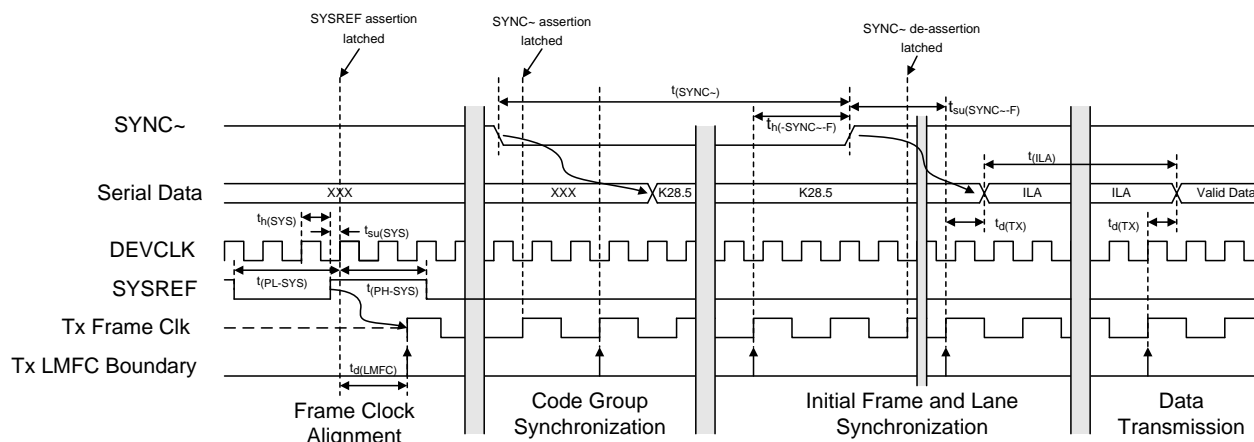 SYSREF assertion
latched
SYNC~ assertion
latched
SYNC~ de-assertion
latched
t(SYNC~)
tsu(SYNC~-F)
th(-SYNC~-F)
SYNC~
t(ILA)
Serial Data
XXX
XXX
K28.5
K28.5
ILA
ILA
Valid Data
th(SYS)
tsu(SYS)
td(TX)
td(TX)
DEVCLK
t(PL-SYS)
t(PH-SYS)
SYSREF
Tx Frame Clk
Tx LMFC Boundary
td(LMFC)
Frame Clock
Alignment
Code Group
Synchronization
Initial Frame and Lane
Synchronization
Data
Transmission